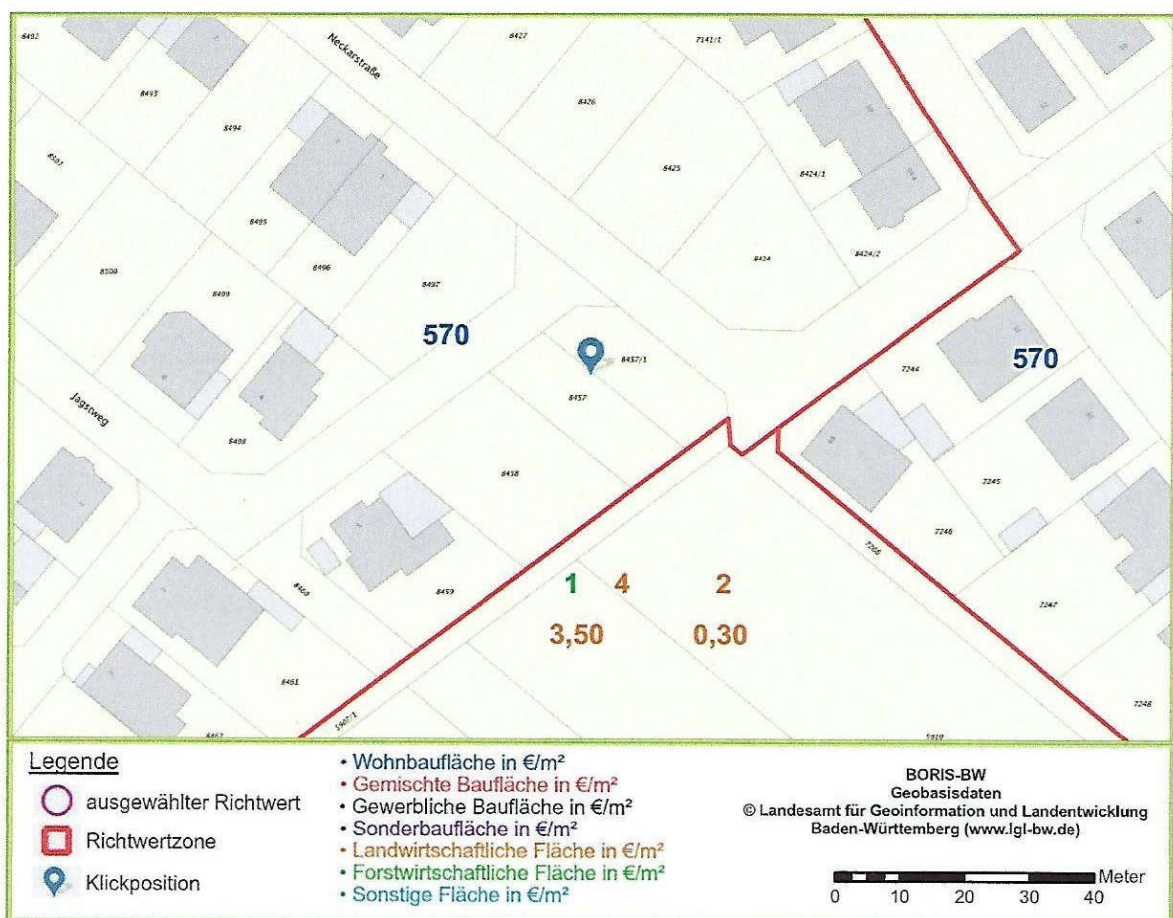 8492
8427
7141/1
Neckarstraße
8493
8426
8494
8425
8424/1
8495
8500
8496
8424
8424/2
8499
8497
570
8457/1
570
7244
8457
Jagstweg
8498
8458
7245
7246
7266
1 4 2
8460
8459
7247
3,50 0,30
8461
5907/1
7248
8462
5919
Legende
ausgewählter Richtwert
Richtwertzone
Klickposition
• Wohnbaufläche in €/m²
• Gemischte Baufläche in €/m²
• Gewerbliche Baufläche in €/m²
• Sonderbaufläche in €/m²
• Landwirtschaftliche Fläche in €/m²
• Forstwirtschaftliche Fläche in €/m²
• Sonstige Fläche in €/m²
BORIS-BW
Geobasisdaten
© Landesamt für Geoinformation und Landentwicklung
Baden-Württemberg (www.lgl-bw.de)
Meter
0 10 20 30 40